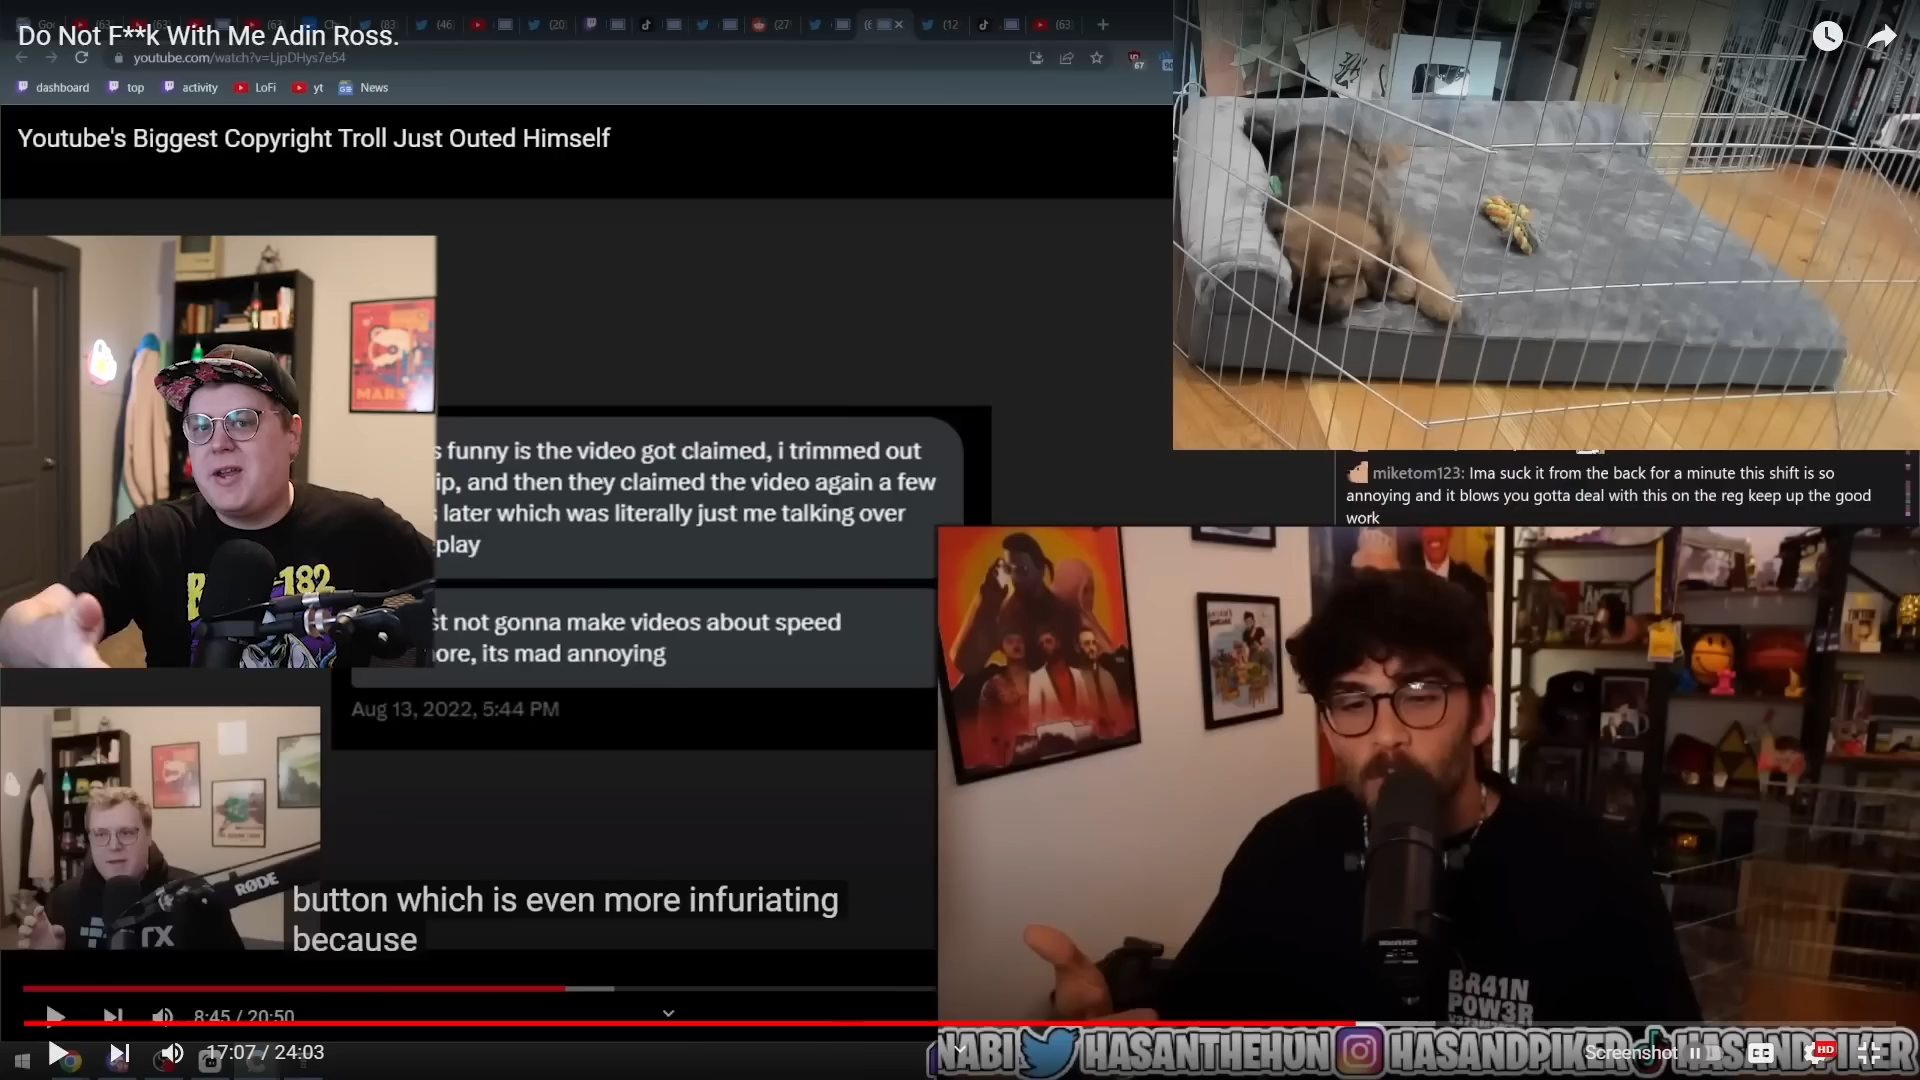 Do Not F**k With Me Adin Ross.
youtube.com/watch?v=LjpDHys7e54
dashboard top activity LoFi yt News
Youtube's Biggest Copyright Troll Just Outed Himself
MARS
funny is the video got claimed, i trimmed out
ip, and then they claimed the video again a few
later which was literally just me talking over
play
miketom123: Ima suck it from the back for a minute this shift is so
annoying and it blows you gotta deal with this on the reg keep up the good
work
182
st not gonna make videos about speed
ore, its mad annoying
Aug 13, 2022, 5:44 PM
RØDE
button which is even more infuriating
because
BR41N
POW3R
8:45 / 20:50
17:07 / 24:03
NABI HASANTHEHUN HASANDPIKER HASANDPIKER
Screenshot
CC
HD